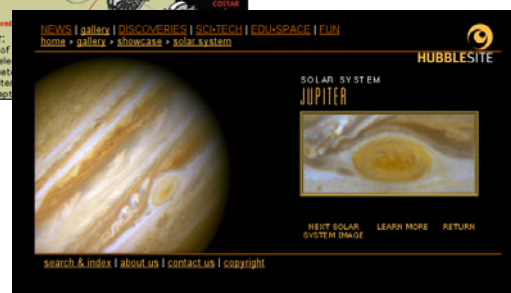 COSTAR
NEWS | gallery | DISCOVERIES | SCI•TECH | EDU•SPACE | FUN
home > gallery > showcase > solar system
HUBBLESITE
SOLAR SYSTEM
JUPITER
NEXT SOLAR SYSTEM IMAGE
LEARN MORE
RETURN
search & index | about us | contact us | copyright